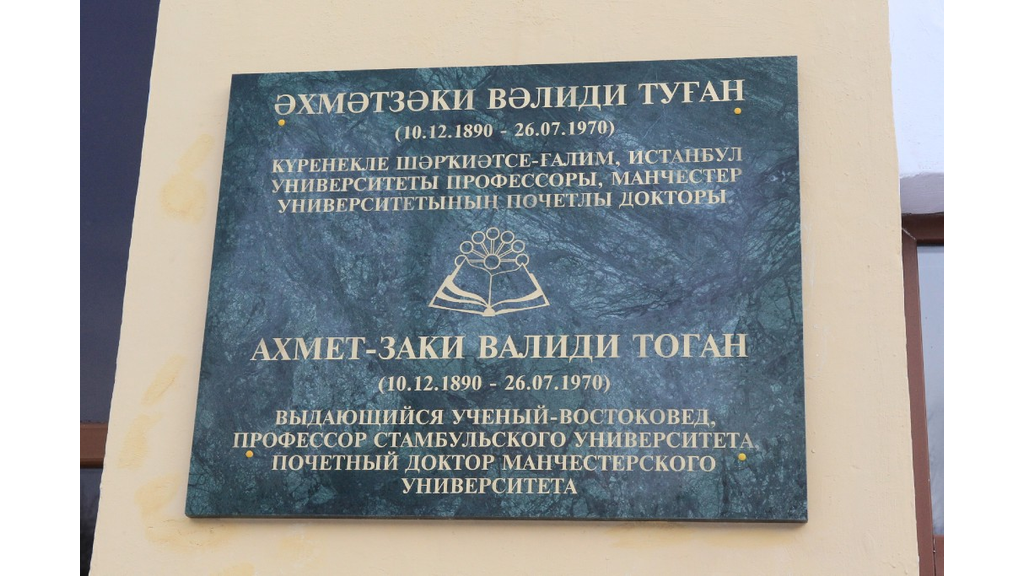 ӘХМӘТЗӘКИ ВӘЛИДИ ТУҒАН
(10.12.1890 - 26.07.1970)
КҮРЕНЕКЛЕ ШӘРҠИӘТСЕ-ҒАЛИМ, ИСТАНБУЛ
УНИВЕРСИТЕТЫ ПРОФЕССОРЫ, МАНЧЕСТЕР
УНИВЕРСИТЕТЫНЫҢ ПОЧЕТЛЫ ДОКТОРЫ.
АХМЕТ-ЗАКИ ВАЛИДИ ТОГАН
(10.12.1890 - 26.07.1970)
ВЫДАЮЩИЙСЯ УЧЕНЫЙ-ВОСТОКОВЕД,
ПРОФЕССОР СТАМБУЛЬСКОГО УНИВЕРСИТЕТА,
ПОЧЕТНЫЙ ДОКТОР МАНЧЕСТЕРСКОГО
УНИВЕРСИТЕТА